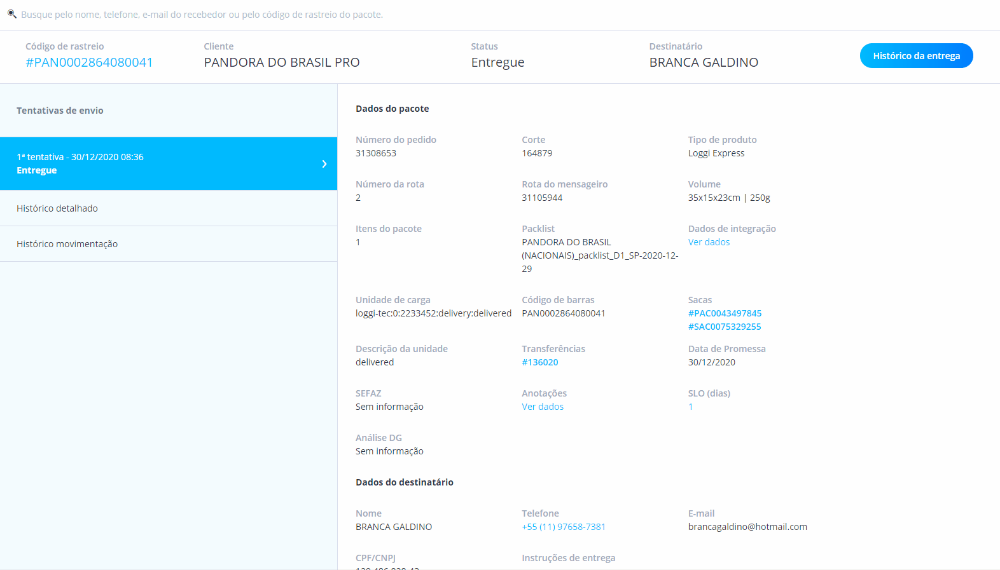 Busque pelo nome, telefone, e-mail do recebedor ou pelo código de rastreio do pacote.
Código de rastreio
#PAN0002864080041
Cliente
PANDORA DO BRASIL PRO
Status
Entregue
Destinatário
BRANCA GALDINO
Histórico da entrega
Tentativas de envio
1ª tentativa - 30/12/2020 08:36
Entregue
Histórico detalhado
Histórico movimentação
Dados do pacote
Número do pedido
31308653
Corte
164879
Tipo de produto
Loggi Express
Número da rota
2
Rota do mensageiro
31105944
Volume
35x15x23cm | 250g
Itens do pacote
1
Packlist
PANDORA DO BRASIL
(NACIONAIS)_packlist_D1_SP-2020-12-
29
Dados de integração
Ver dados
Unidade de carga
loggi-tec:0:2233452:delivery:delivered
Código de barras
PAN0002864080041
Sacas
#PAC0043497845
#SAC0075329255
Descrição da unidade
delivered
Transferências
#136020
Data de Promessa
30/12/2020
SEFAZ
Sem informação
Anotações
Ver dados
SLO (dias)
1
Análise DG
Sem informação
Dados do destinatário
Nome
BRANCA GALDINO
Telefone
+55 (11) 97658-7381
E-mail
brancagaldino@hotmail.com
CPF/CNPJ
Instruções de entrega